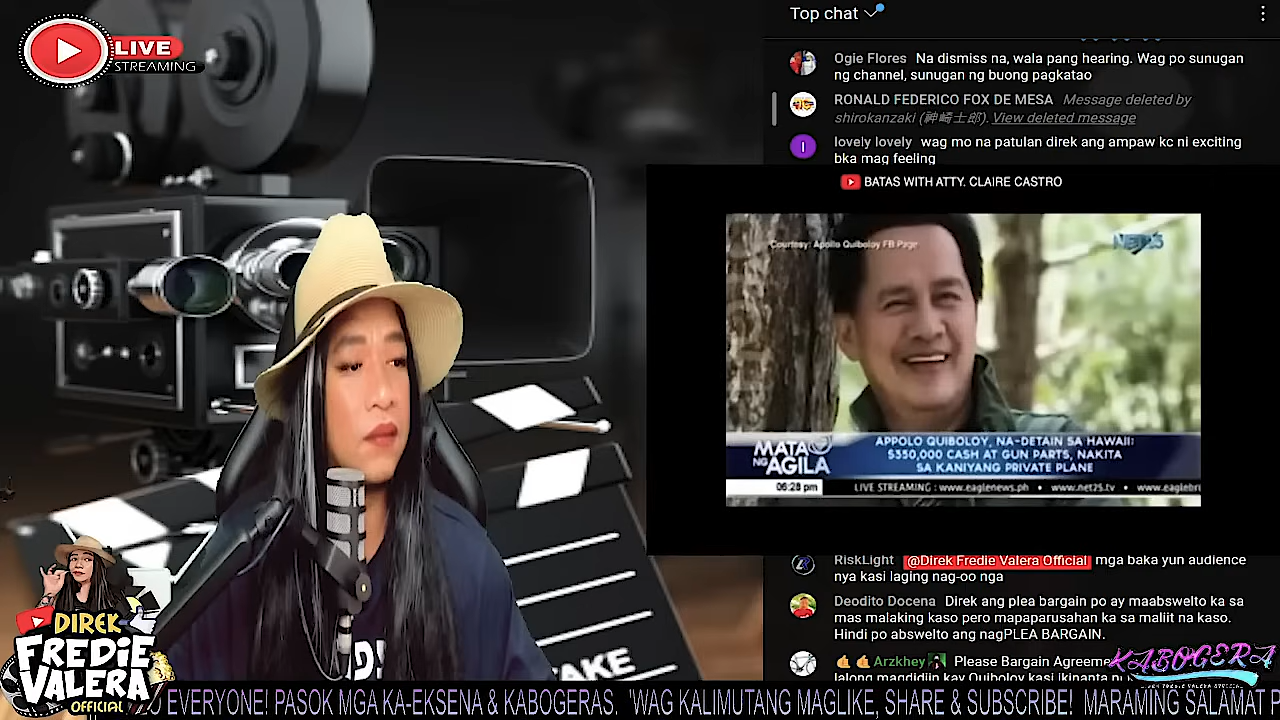 LIVE
STREAMING
Top chat
Ogie Flores Na dismiss na, wala pang hearing. Wag po sunugan
ng channel, sunugan ng buong pagkatao
RONALD FEDERICO FOX DE MESA Message deleted by
shirokanzaki (神崎士郎). View deleted message
I
lovely lovely wag mo na patulan direk ang ampaw kc ni exciting
bka mag feeling
BATAS WITH ATTY. CLAIRE CASTRO
Courtesy: Apollo Quiboloy FB Page
NET25
MATA NG AGILA
APPOLO QUIBOLOY, NA-DETAIN SA HAWAII:
$350,000 CASH AT GUN PARTS, NAKITA
SA KANIYANG PRIVATE PLANE
06:28 pm
LIVE STREAMING : www.eaglenews.ph • www.net25.tv • www.eaglebr
RiskLight @Direk Fredie Valera Official mga baka yun audience
nya kasi laging nag-oo nga
Deodito Docena Direk ang plea bargain po ay maabswelto ka sa
mas malaking kaso pero mapaparusahan ka sa maliit na kaso.
Hindi po abswelto ang nagPLEA BARGAIN.
Arzkhey Please Bargain Agreeme
KABOGERA
TAKE
DIREK
FREDIE
VALERA
OFFICIAL
EVERYONE! PASOK MGA KA-EKSENA & KABOGERAS. 'WAG KALIMUTANG MAGLIKE, SHARE & SUBSCRIBE! MARAMING SALAMAT P